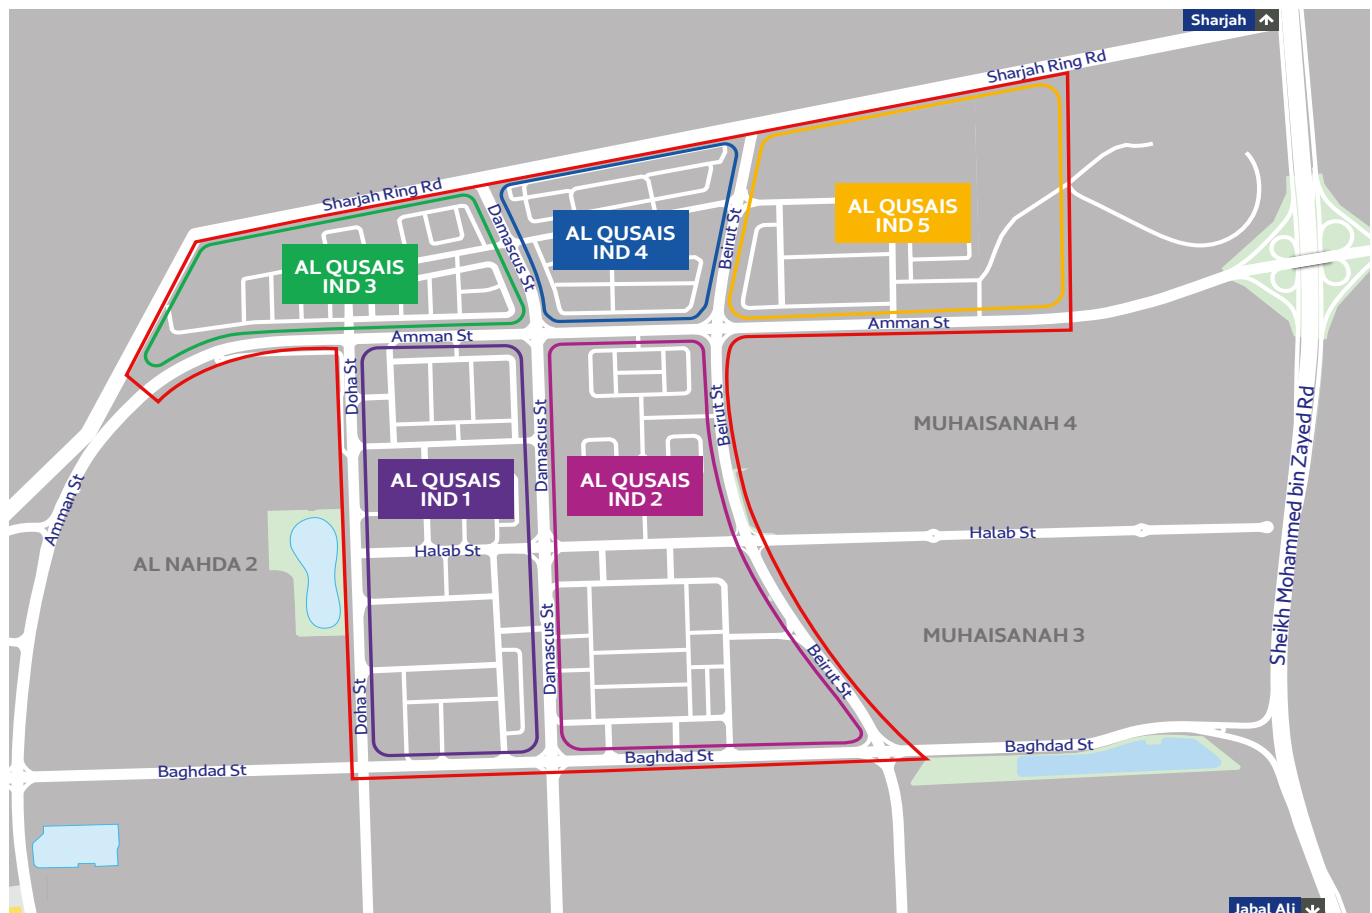 Sharjah
Sharjah Ring Rd
Sharjah Ring Rd
AL QUSAIS
IND 5
AL QUSAIS
IND 4
AL QUSAIS
IND 3
Damascus St
Beirut St
Amman St
Amman St
Doha St
Damascus St
Beirut St
MUHAISANAH 4
Sheikh Mohammed bin Zayed Rd
AL QUSAIS
IND 1
AL QUSAIS
IND 2
Amman St
Halab St
Halab St
AL NAHDA 2
MUHAISANAH 3
Damascus St
Beirut St
Doha St
Baghdad St
Baghdad St
Baghdad St
Jabal Ali